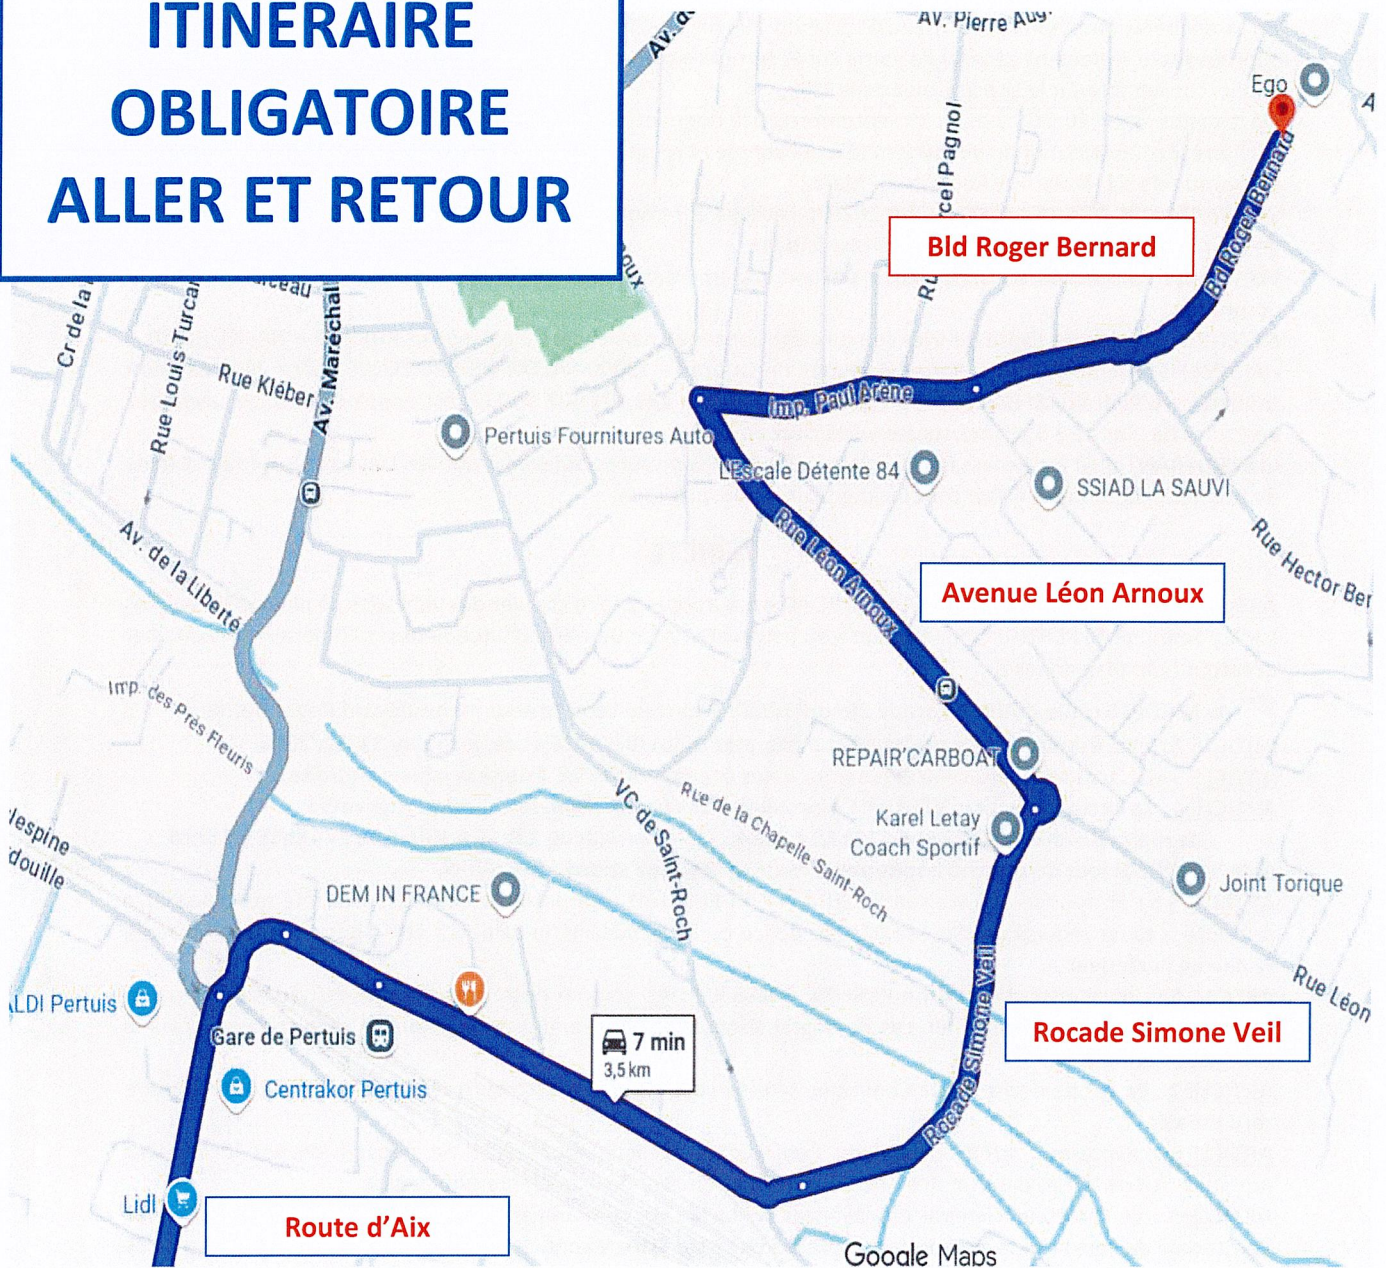 ITINERAIRE
OBLIGATOIRE
ALLER ET RETOUR
Av. Pierre Aug
Ego
Bd Roger Bernard
Bld Roger Bernard
Cr de la
Rue Louis Turcan
Rue Kléber
Av. Maréchal
Imp. Paul Arène
Pertuis Fournitures Auto
L'Escale Détente 84
SSIAD LA SAUVI
Rue Léon Arnoux
Rue Hector Ber
Av. de la Liberté
Avenue Léon Arnoux
Imp. des Prés Fleuris
REPAIR'CARBOAT
VC de Saint-Roch
Rue de la Chapelle Saint-Roch
Karel Letay
Coach Sportif
DEM IN FRANCE
Joint Torique
Rue Léon
ALDI Pertuis
Gare de Pertuis
Rocade Simone Veil
Rocade Simone Veil
7 min
3,5 km
Centrakor Pertuis
Lidl
Route d'Aix
Google Maps